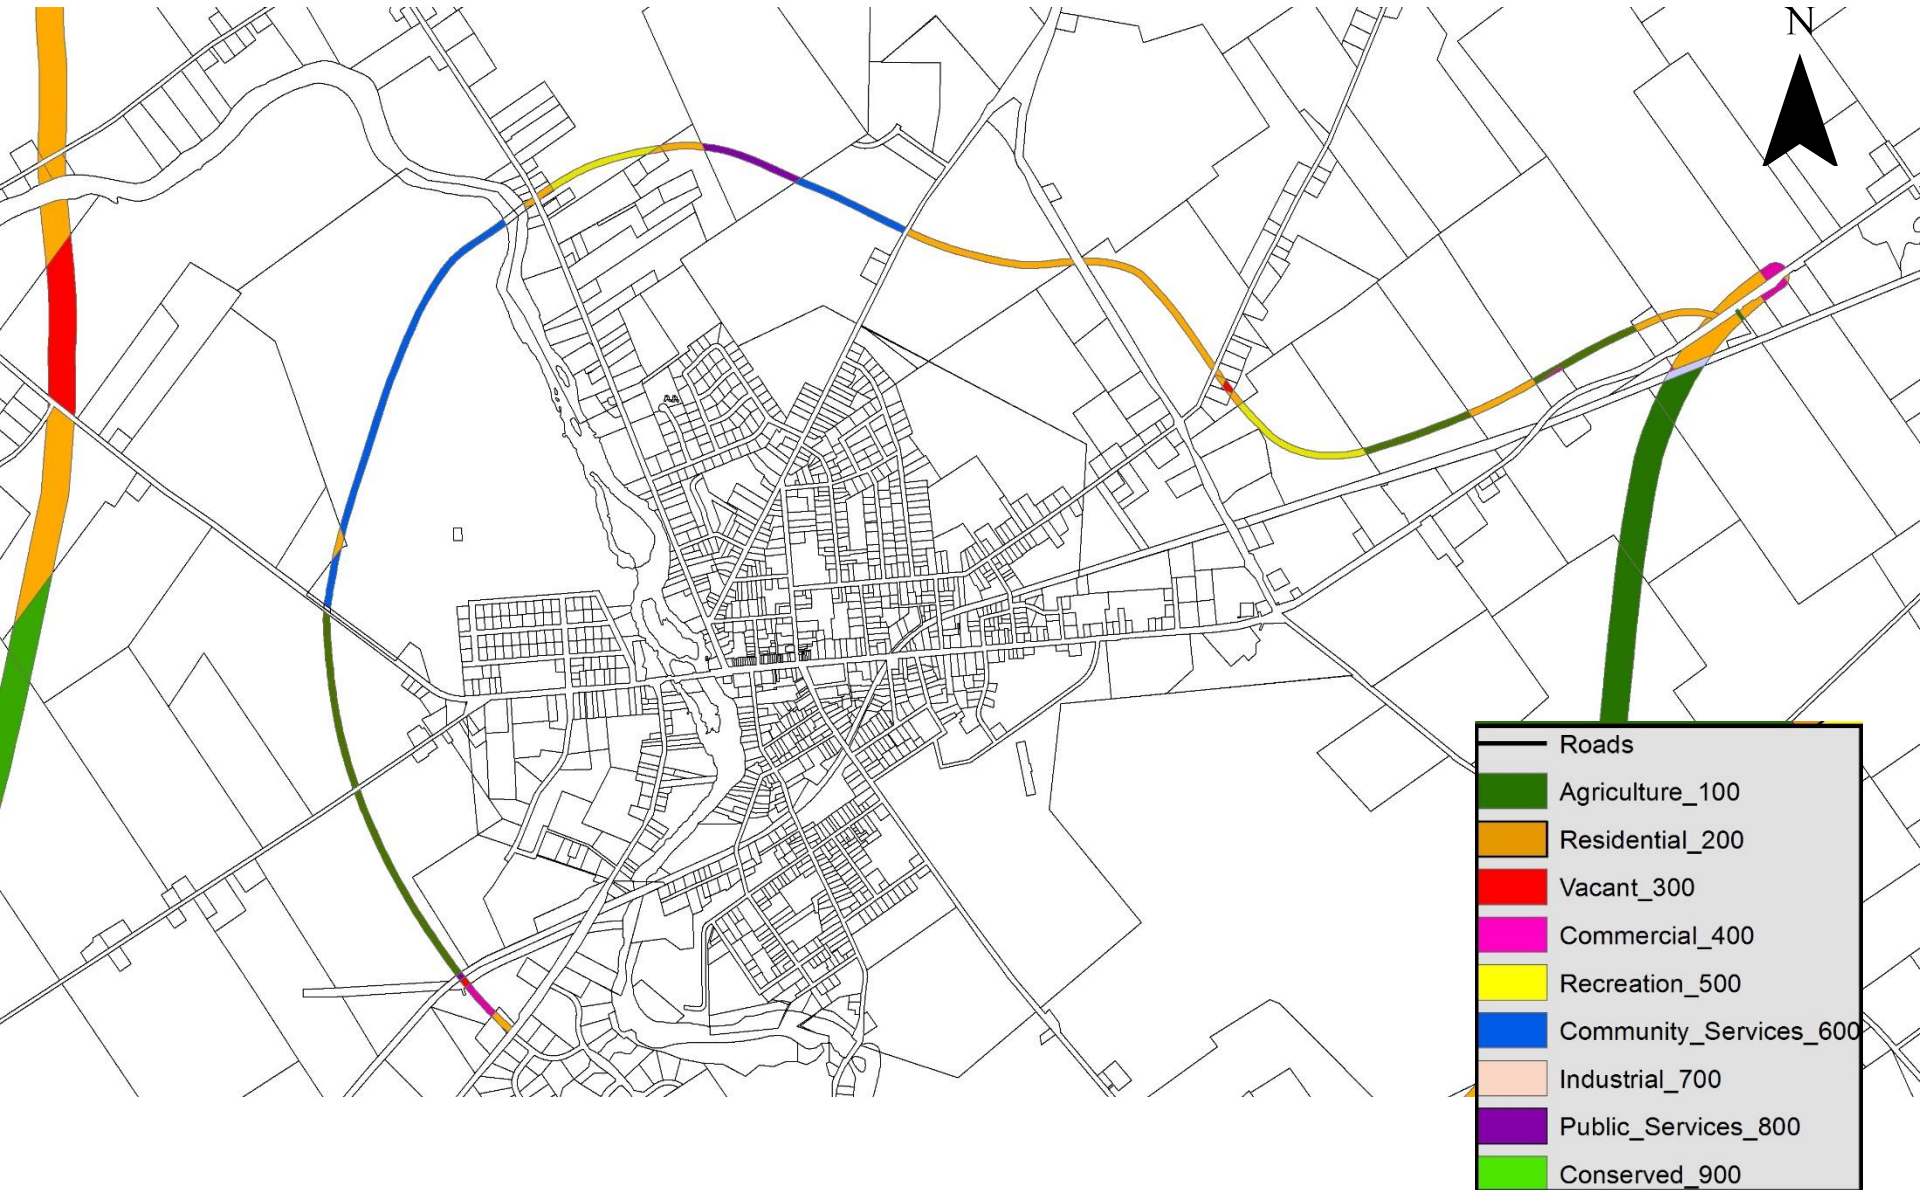 N
Roads
Agriculture_100
Residential_200
Vacant_300
Commercial_400
Recreation_500
Community_Services_600
Industrial_700
Public_Services_800
Conserved_900